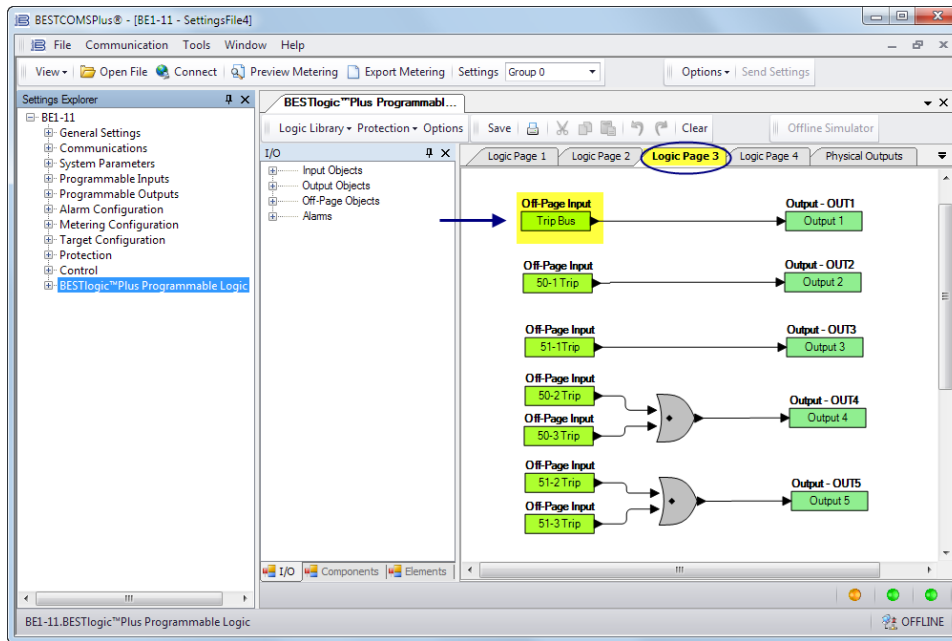 BESTCOMSPlus® - [BE1-11 - SettingsFile4]
File Communication Tools Window Help
View Open File Connect Preview Metering Export Metering Settings Group 0 Options Send Settings
Settings Explorer
BE1-11
General Settings
Communications
System Parameters
Programmable Inputs
Programmable Outputs
Alarm Configuration
Metering Configuration
Target Configuration
Protection
Control
BESTlogic™Plus Programmable Logic
BESTlogic™Plus Programmabl...
Logic Library Protection Options Save Clear Offline Simulator
I/O
Input Objects
Output Objects
Off-Page Objects
Alarms
I/O Components Elements
Logic Page 1 Logic Page 2 Logic Page 3 Logic Page 4 Physical Outputs
Off-Page Input Output - OUT1
Trip Bus Output 1
Off-Page Input Output - OUT2
50-1 Trip Output 2
Off-Page Input Output - OUT3
51-1Trip Output 3
Off-Page Input
50-2 Trip Output - OUT4
Off-Page Input Output 4
50-3 Trip
Off-Page Input
51-2 Trip Output - OUT5
Off-Page Input Output 5
51-3 Trip
BE1-11.BESTlogic™Plus Programmable Logic OFFLINE